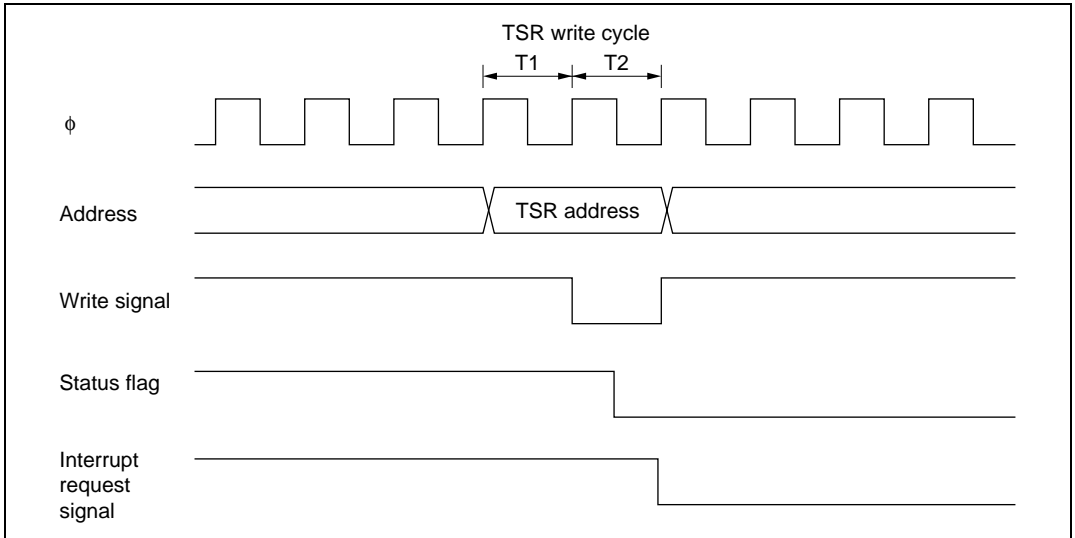 TSR write cycle
T1 T2
ϕ
Address
TSR address
Write signal
Status flag
Interrupt
request
signal